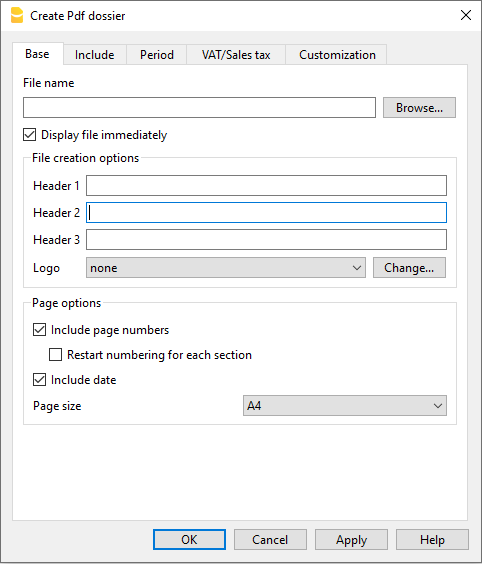 Create Pdf dossier
Base Include Period VAT/Sales tax Customization
File name
Browse...
Display file immediately
File creation options
Header 1
Header 2
Header 3
Logo none Change...
Page options
Include page numbers
Restart numbering for each section
Include date
Page size A4
OK Cancel Apply Help